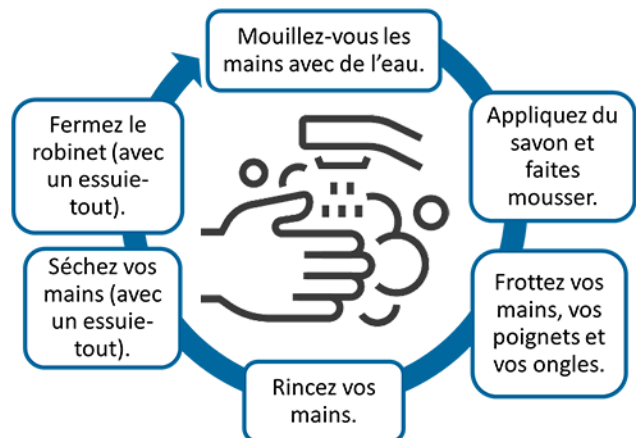 Mouillez-vous les
mains avec de l’eau.
Appliquez du
savon et
faites
mousser.
Frottez vos
mains, vos
poignets et
vos ongles.
Rincez vos
mains.
Séchez vos
mains (avec
un essuie-
tout).
Fermez le
robinet (avec
un essuie-
tout).